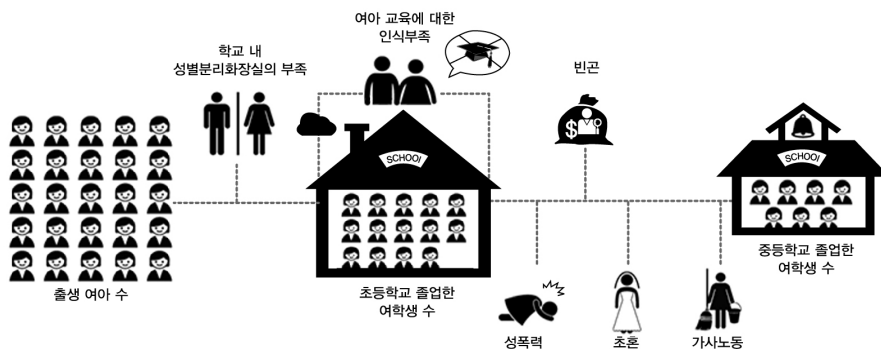 학교 내
성별분리화장실의 부족
여아 교육에 대한
인식부족
빈곤
$
SCHOOl
SCHOOl
출생 여아 수
초등학교 졸업한
여학생 수
성폭력
초혼
가사노동
중등학교 졸업한
여학생 수